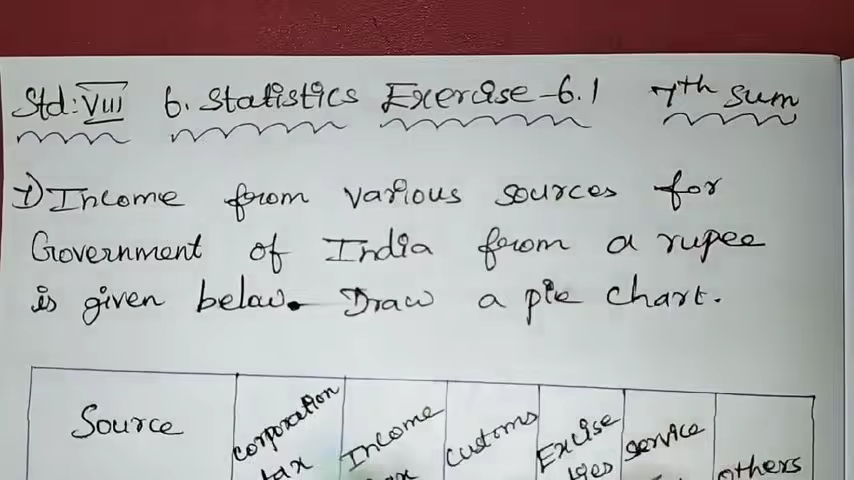 Std: VIII 6. Statistics Exercise-6.1 7th sum
7) Income from various sources for
Government of India from a rupee
is given below. Draw a pie chart.
Source Corporation tax Income Customs Excise Service others